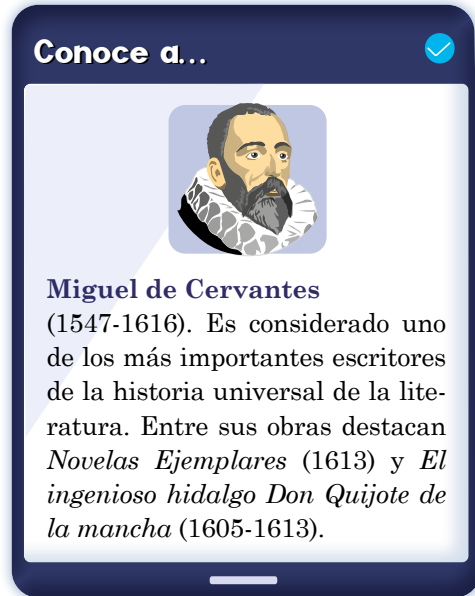 Conoce a...
Miguel de Cervantes
(1547-1616). Es considerado uno
de los más importantes escritores
de la historia universal de la lite-
ratura. Entre sus obras destacan
Novelas Ejemplares (1613) y El
ingenioso hidalgo Don Quijote de
la mancha (1605-1613).